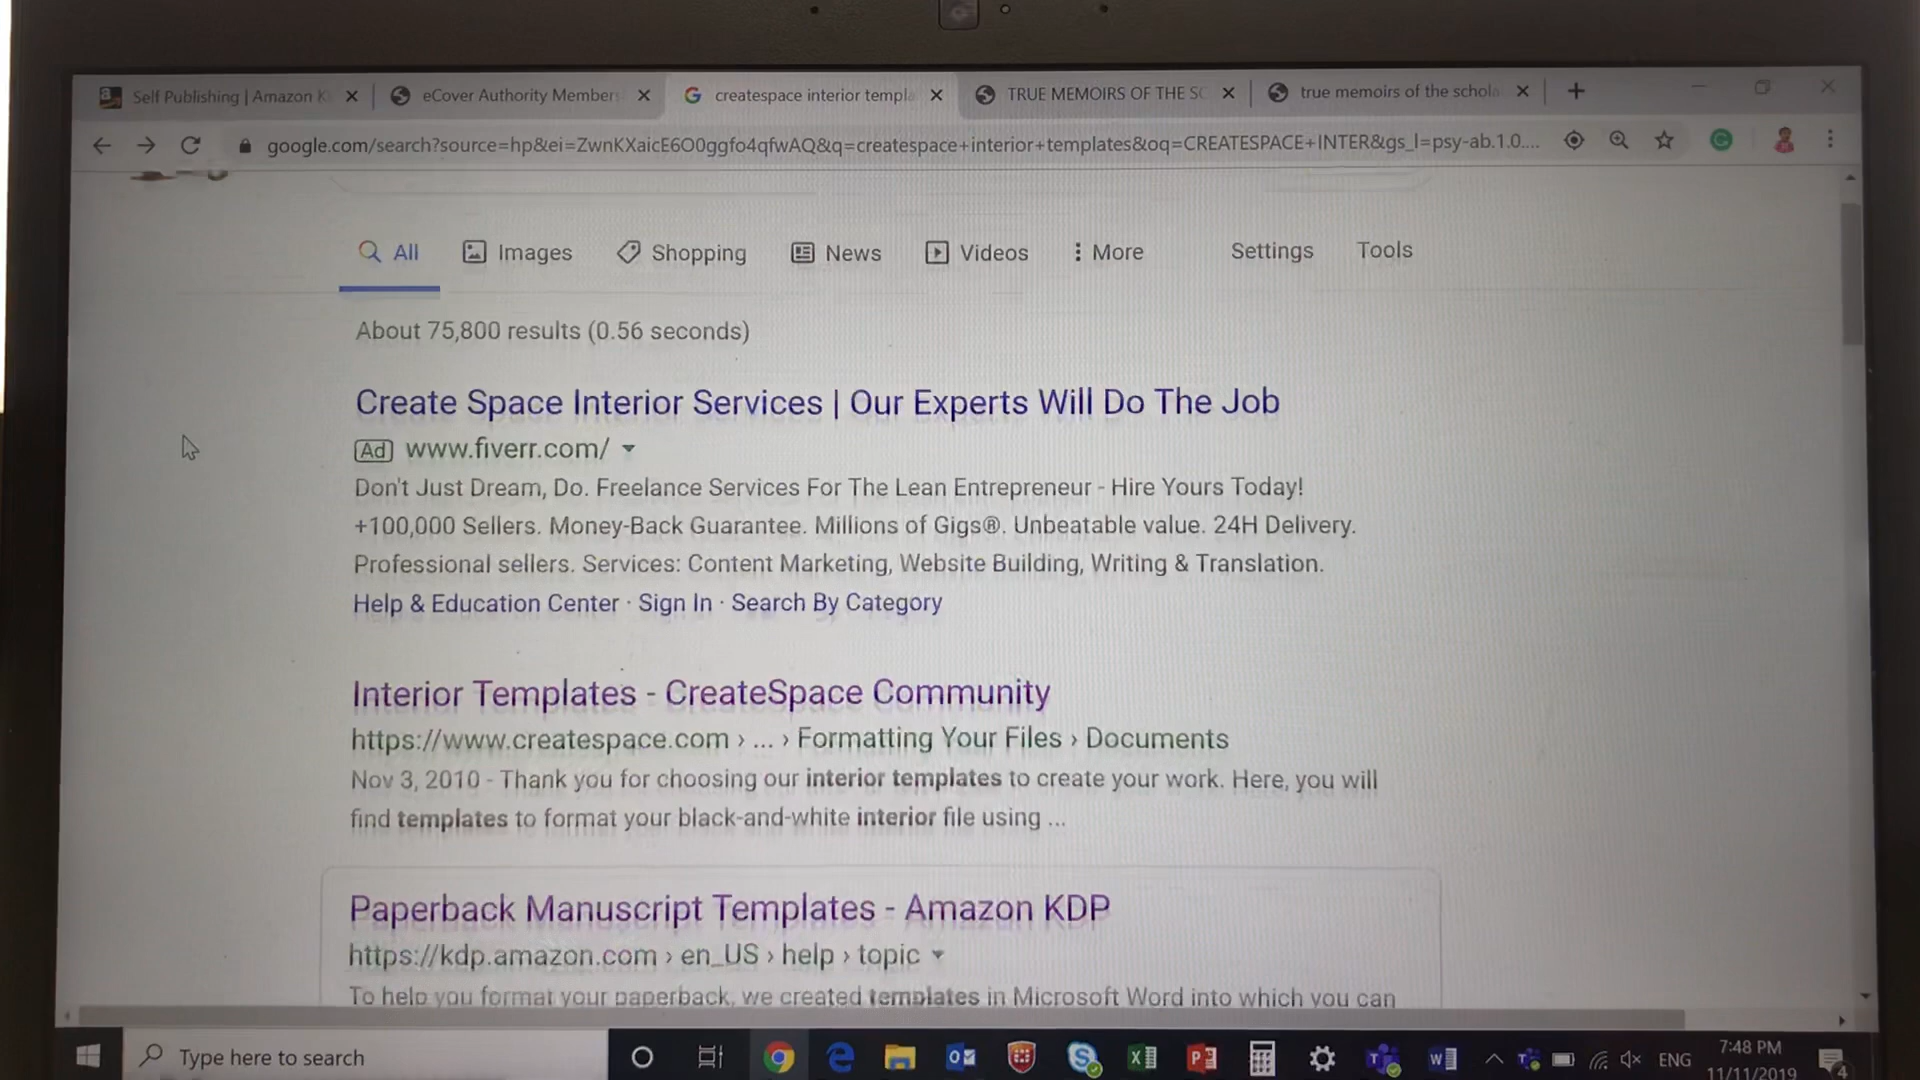 Self Publishing | Amazon K
eCover Authority Members
createspace interior templa
TRUE MEMOIRS OF THE SC
true memoirs of the schola
google.com/search?source=hp&ei=ZwnKXaicE6O0ggfo4qfwAQ&q=createspace+interior+templates&oq=CREATESPACE+INTER&gs_l=psy-ab.1.0....
All Images Shopping News Videos More Settings Tools
About 75,800 results (0.56 seconds)
Create Space Interior Services | Our Experts Will Do The Job
Ad www.fiverr.com/
Don't Just Dream, Do. Freelance Services For The Lean Entrepreneur - Hire Yours Today!
+100,000 Sellers. Money-Back Guarantee. Millions of Gigs®. Unbeatable value. 24H Delivery.
Professional sellers. Services: Content Marketing, Website Building, Writing & Translation.
Help & Education Center · Sign In · Search By Category
Interior Templates - CreateSpace Community
https://www.createspace.com › ... › Formatting Your Files › Documents
Nov 3, 2010 - Thank you for choosing our interior templates to create your work. Here, you will
find templates to format your black-and-white interior file using ...
Paperback Manuscript Templates - Amazon KDP
https://kdp.amazon.com › en_US › help › topic
To help you format your paperback, we created templates in Microsoft Word into which you can
Type here to search
ENG
7:48 PM
11/11/2019
4